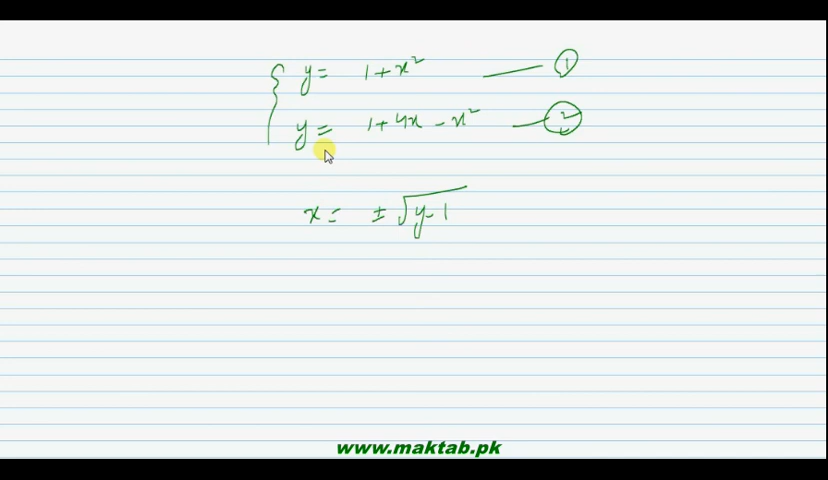 y = 1 + x² — ①
y = 1 + 4x - x² — ②
x = ± √(y-1)
www.maktab.pk